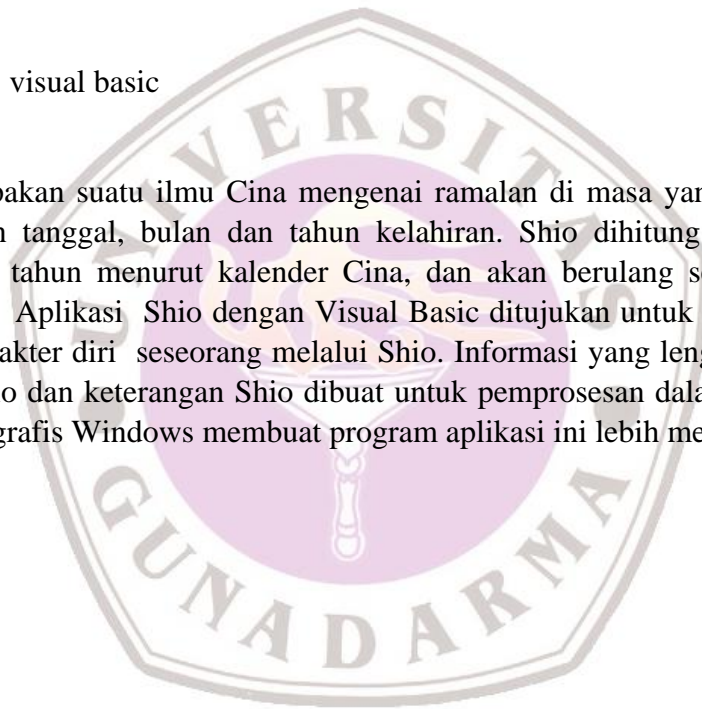 visual basic
pakan suatu ilmu Cina mengenai ramalan di masa yan
n tanggal, bulan dan tahun kelahiran. Shio dihitung
tahun menurut kalender Cina, dan akan berulang se
Aplikasi Shio dengan Visual Basic ditujukan untuk
akter diri seseorang melalui Shio. Informasi yang leng
o dan keterangan Shio dibuat untuk pemprosesan dala
grafis Windows membuat program aplikasi ini lebih me
UNIVERSITAS
GUNADARMA